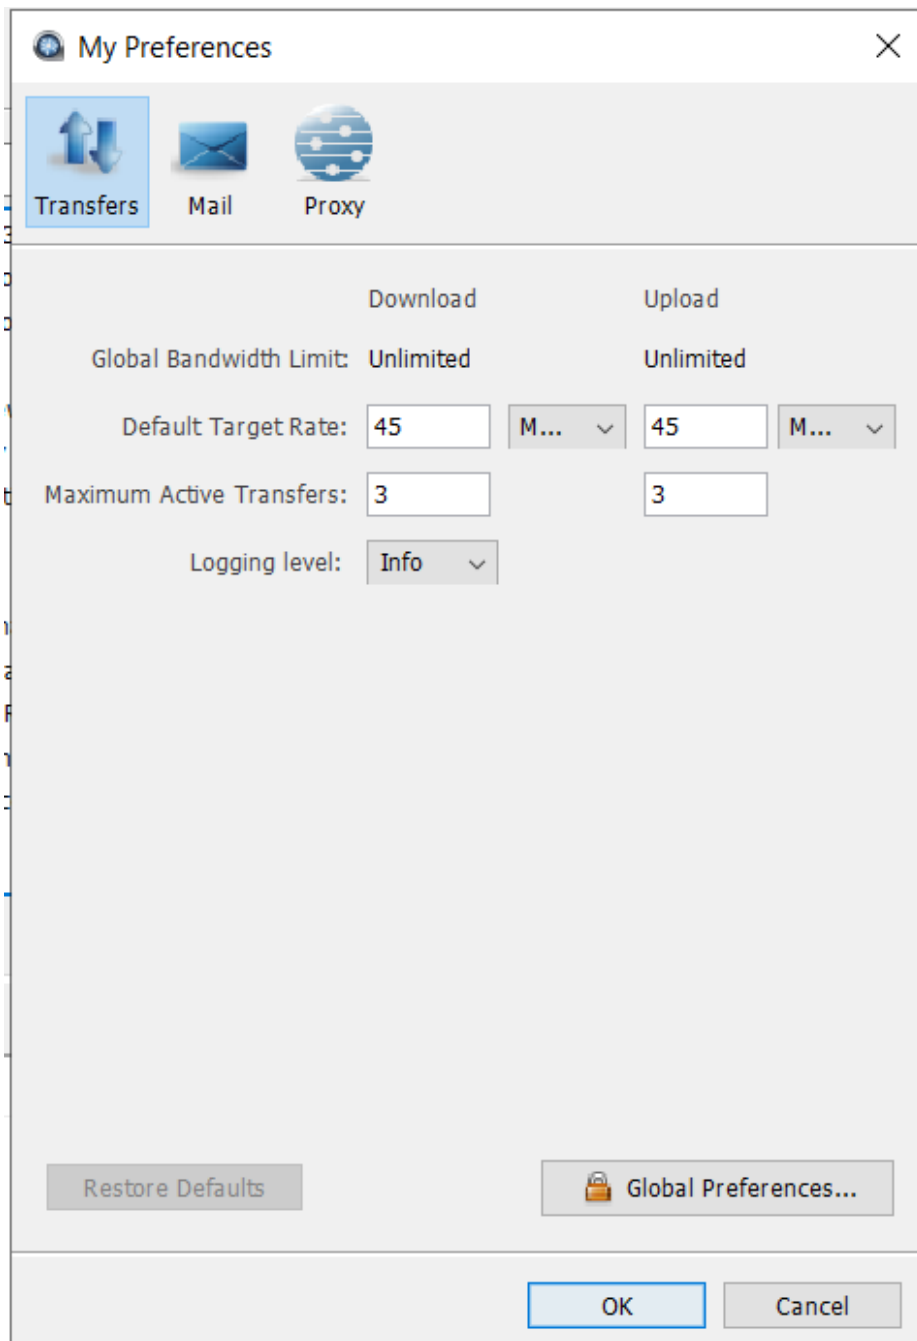 My Preferences
Transfers Mail Proxy
Download Upload
Global Bandwidth Limit: Unlimited Unlimited
Default Target Rate: 45 M... 45 M...
Maximum Active Transfers: 3 3
Logging level: Info
Restore Defaults Global Preferences...
OK Cancel